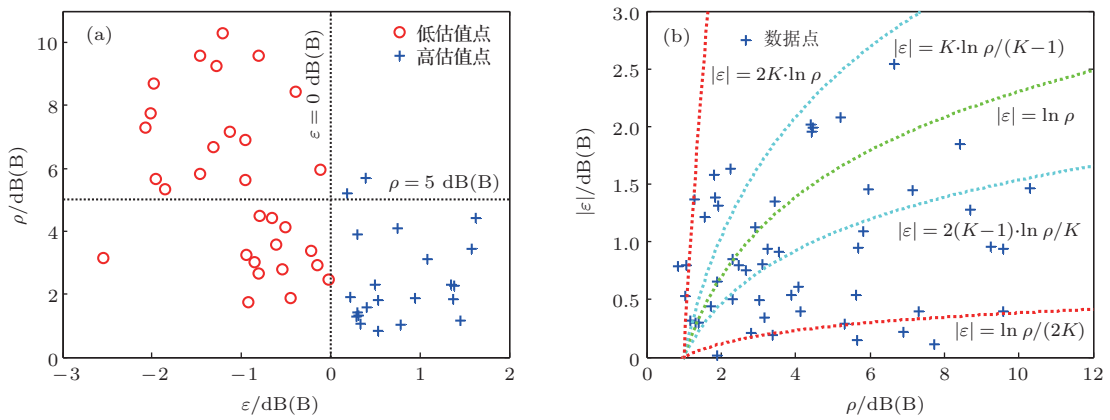 (a)
低估值点
高估值点
ε = 0 dB(B)
ρ = 5 dB(B)
ρ/dB(B)
10
8
6
4
2
0
−3 −2 −1 0 1 2
ε/dB(B)
(b)
数据点
|ε| = K·ln ρ/(K−1)
|ε| = 2K·ln ρ
|ε| = ln ρ
|ε| = 2(K−1)·ln ρ/K
|ε| = ln ρ/(2K)
|ε|/dB(B)
3.0
2.5
2.0
1.5
1.0
0.5
0
0 2 4 6 8 10 12
ρ/dB(B)